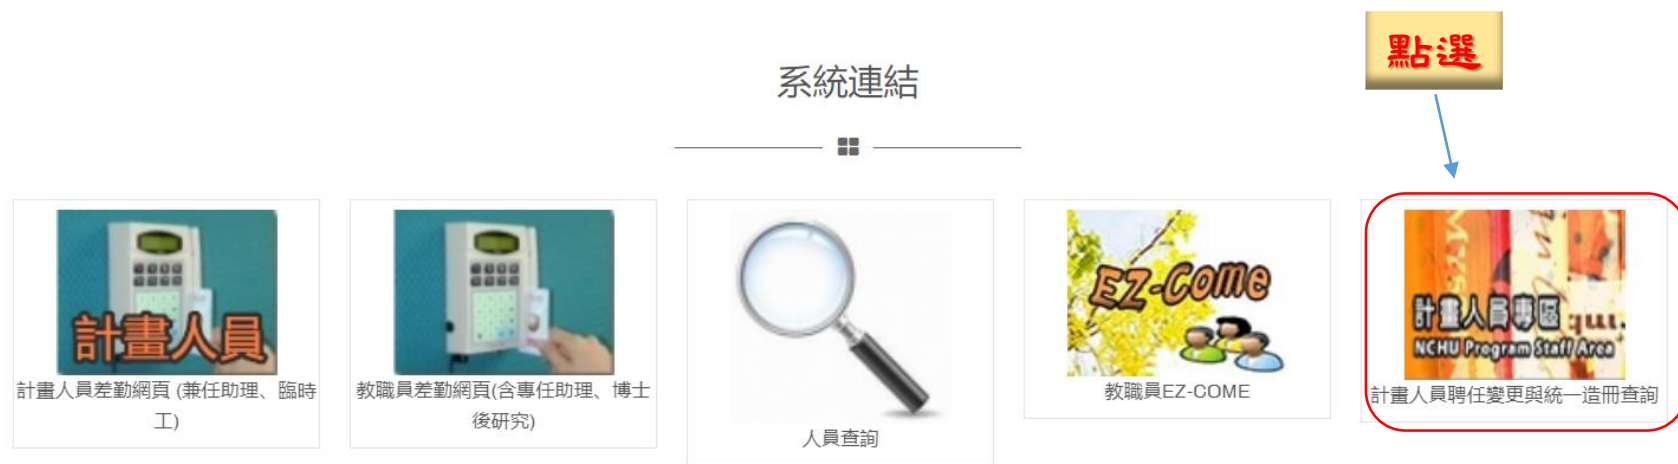 點選
系統連結
計畫人員
計畫人員差勤網頁 (兼任助理、臨時
工)
教職員差勤網頁(含專任助理、博士
後研究)
人員查詢
EZ-Come
教職員EZ-COME
計畫人員專區
NCHU Program Staff Area
計畫人員聘任變更與統一造冊查詢